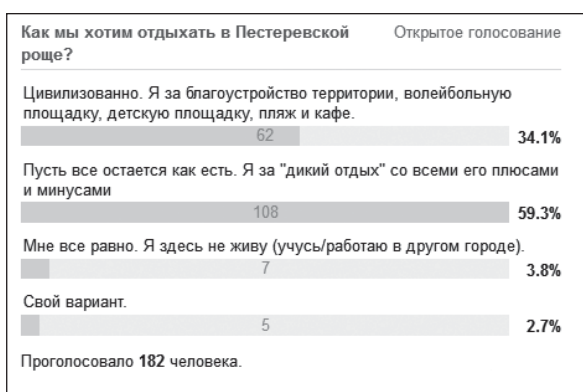 Как мы хотим отдыхать в Пестеревской Открытое голосование
роще?
Цивилизованно. Я за благоустройство территории, волейбольную
площадку, детскую площадку, пляж и кафе.
62 34.1%
Пусть все остается как есть. Я за "дикий отдых" со всеми его плюсами
и минусами
108 59.3%
Мне все равно. Я здесь не живу (учусь/работаю в другом городе).
7 3.8%
Свой вариант.
5 2.7%
Проголосовало 182 человека.